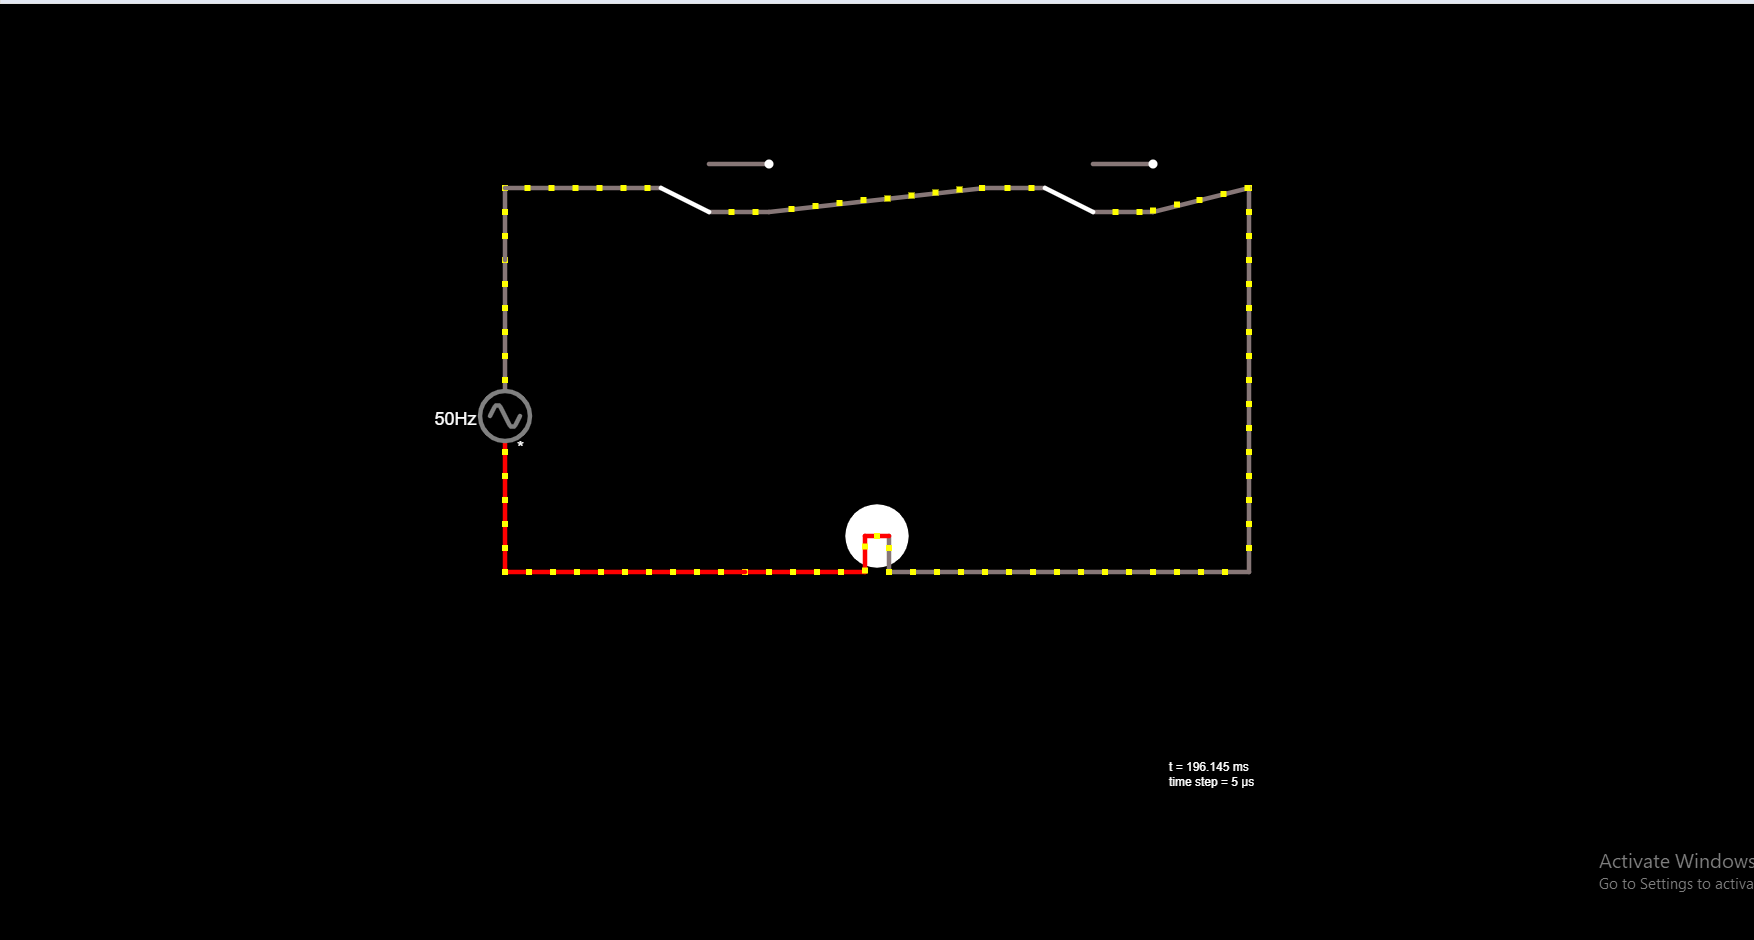 50Hz
*
t = 196.145 ms
time step = 5 µs
Activate Windows
Go to Settings to activa